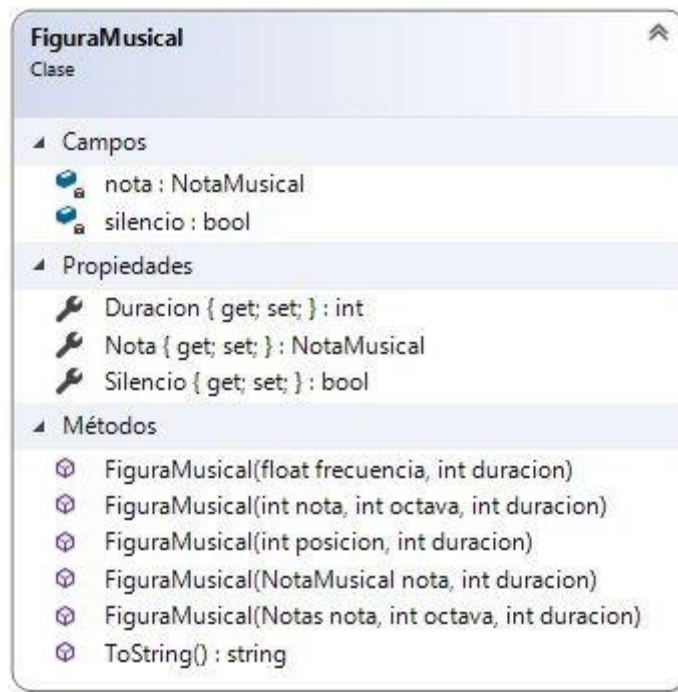 FiguraMusical
Clase
Campos
nota : NotaMusical
silencio : bool
Propiedades
Duracion { get; set; } : int
Nota { get; set; } : NotaMusical
Silencio { get; set; } : bool
Métodos
FiguraMusical(float frecuencia, int duracion)
FiguraMusical(int nota, int octava, int duracion)
FiguraMusical(int posicion, int duracion)
FiguraMusical(NotaMusical nota, int duracion)
FiguraMusical(Notas nota, int octava, int duracion)
ToString() : string